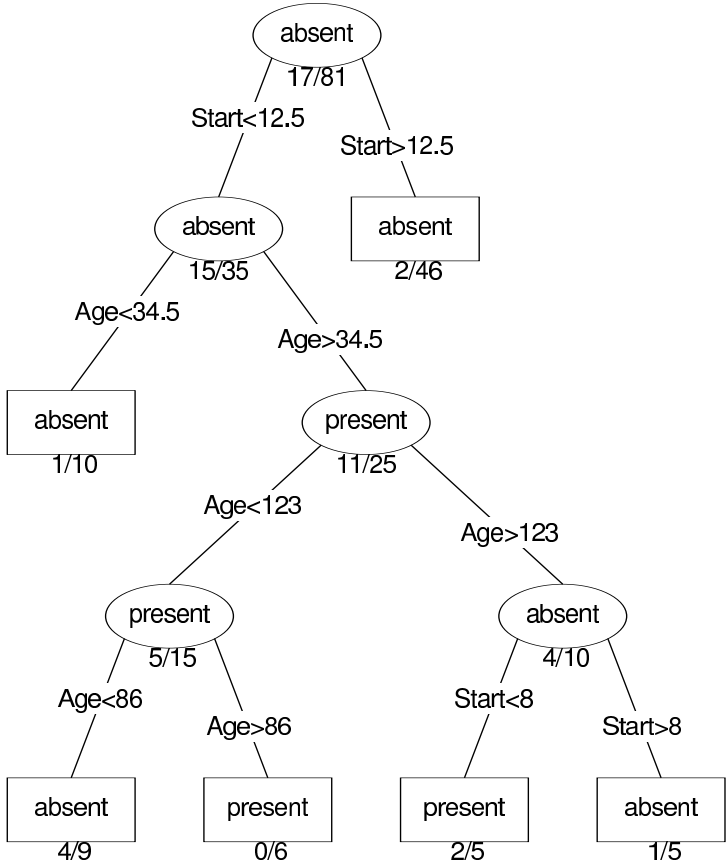 absent
17/81
Start<12.5
Start>12.5
absent
15/35
absent
2/46
Age<34.5
Age>34.5
absent
1/10
present
11/25
Age<123
Age>123
present
5/15
absent
4/10
Age<86
Age>86
Start<8
Start>8
absent
4/9
present
0/6
present
2/5
absent
1/5